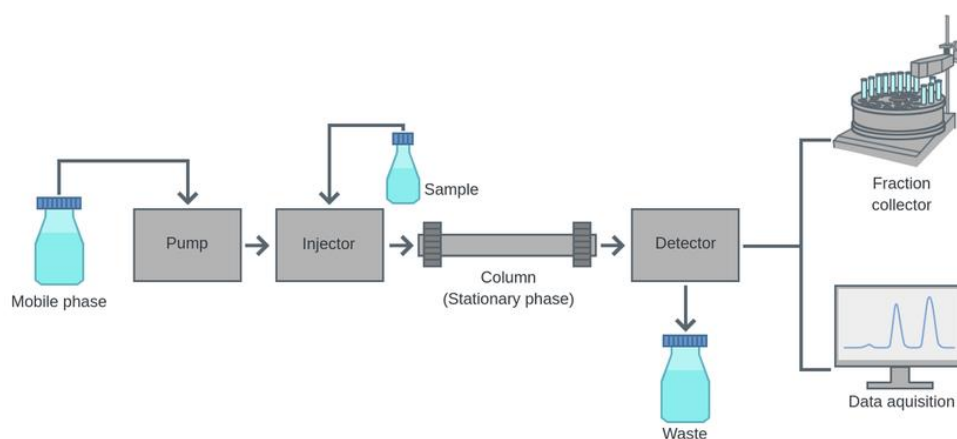 Mobile phase
Pump
Injector
Sample
Column
(Stationary phase)
Detector
Waste
Fraction
collector
Data aquisition